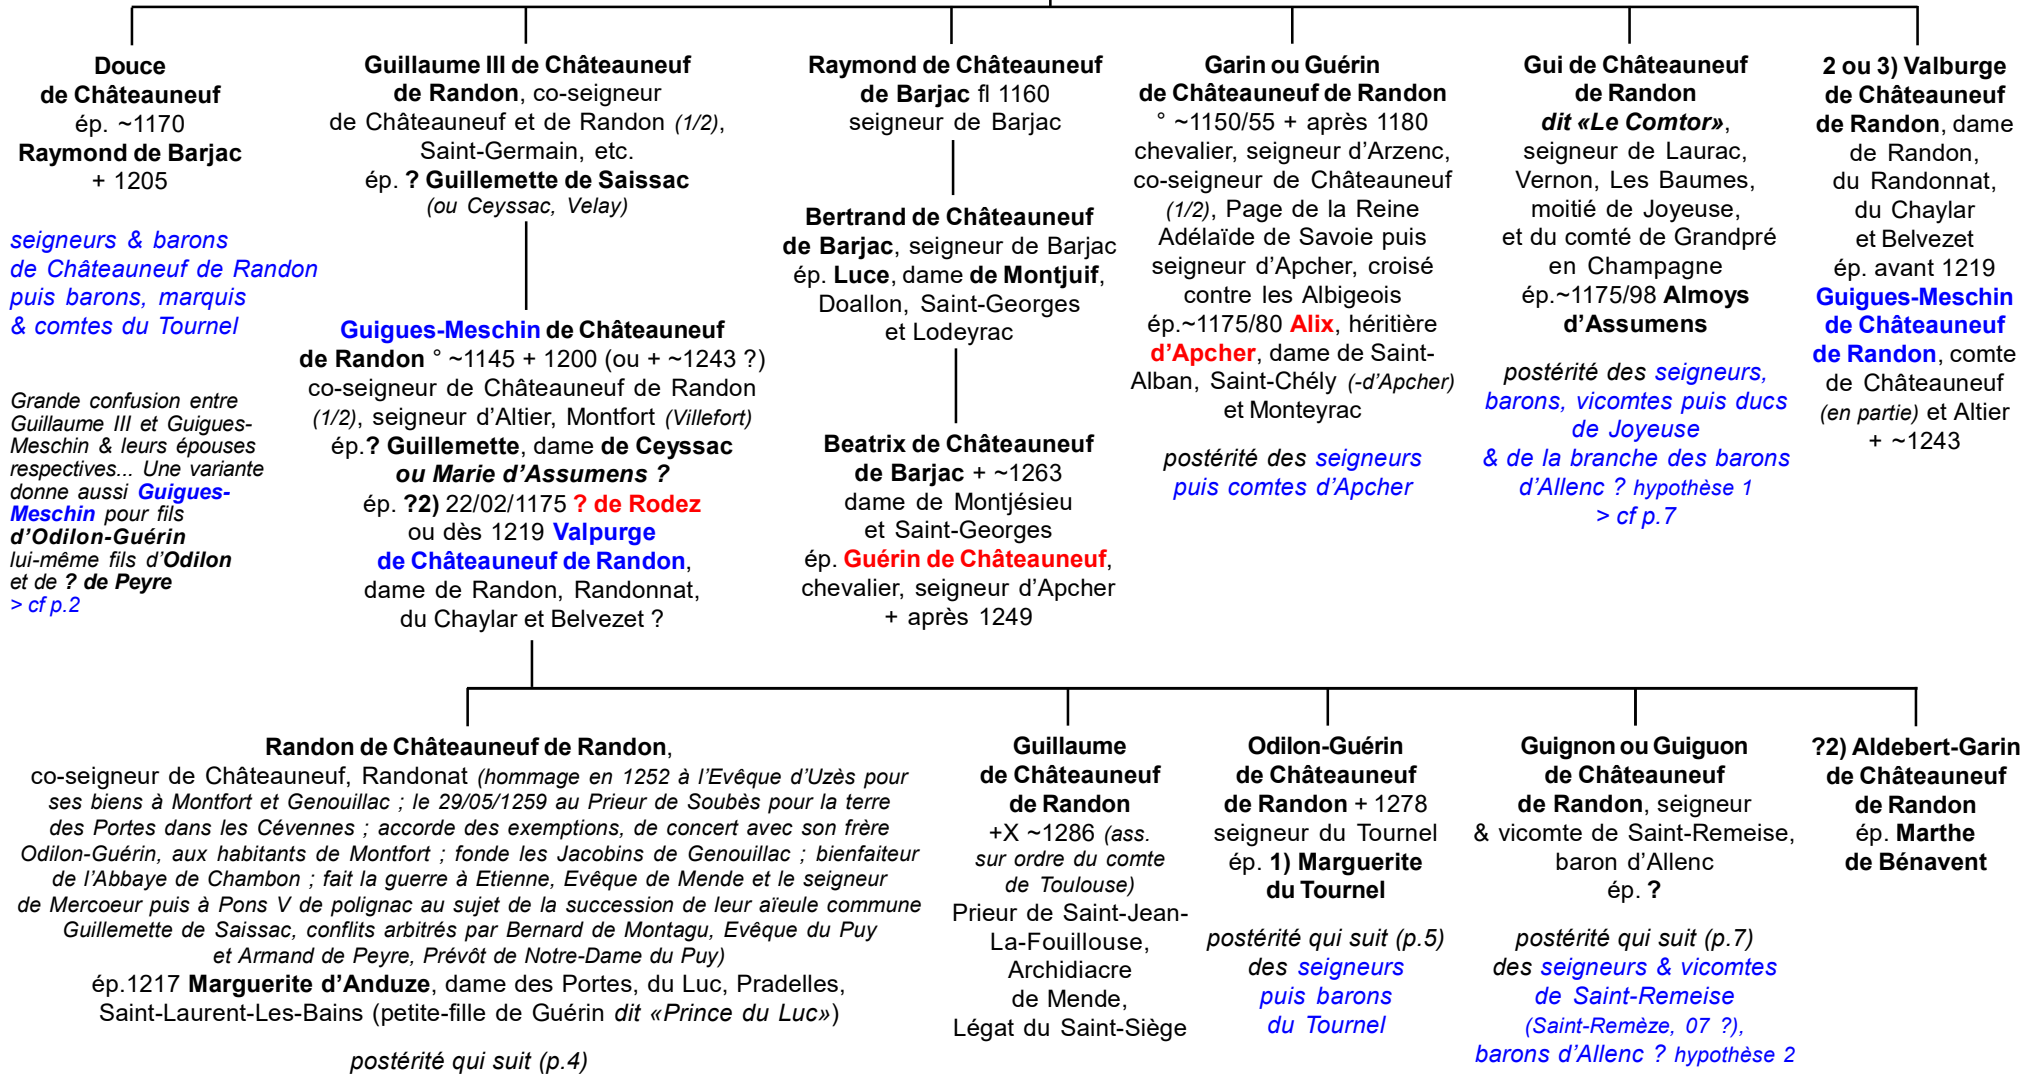 Douce
de Châteauneuf
ép. ~1170
Raymond de Barjac
+ 1205
seigneurs & barons
de Châteauneuf de Randon
puis barons, marquis
& comtes du Tournel
Grande confusion entre
Guillaume III et Guigues-
Meschin & leurs épouses
respectives... Une variante
donne aussi Guigues-
Meschin pour fils
d'Odilon-Guérin
lui-même fils d'Odilon
et de ? de Peyre
> cf p.2
Guillaume III de Châteauneuf
de Randon, co-seigneur
de Châteauneuf et de Randon (1/2),
Saint-Germain, etc.
ép. ? Guillemette de Saissac
(ou Ceyssac, Velay)
Guigues-Meschin de Châteauneuf
de Randon ° ~1145 + 1200 (ou + ~1243 ?)
co-seigneur de Châteauneuf de Randon
(1/2), seigneur d'Altier, Montfort (Villefort)
ép.? Guillemette, dame de Ceyssac
ou Marie d'Assumens ?
ép. ?2) 22/02/1175 ? de Rodez
ou dès 1219 Valpurge
de Châteauneuf de Randon,
dame de Randon, Randonnat,
du Chaylar et Belvezet ?
Raymond de Châteauneuf
de Barjac fl 1160
seigneur de Barjac
Bertrand de Châteauneuf
de Barjac, seigneur de Barjac
ép. Luce, dame de Montjuif,
Doallon, Saint-Georges
et Lodeyrac
Beatrix de Châteauneuf
de Barjac + ~1263
dame de Montjésieu
et Saint-Georges
ép. Guérin de Châteauneuf,
chevalier, seigneur d'Apcher
+ après 1249
Garin ou Guérin
de Châteauneuf de Randon
° ~1150/55 + après 1180
chevalier, seigneur d'Arzenc,
co-seigneur de Châteauneuf
(1/2), Page de la Reine
Adélaïde de Savoie puis
seigneur d'Apcher, croisé
contre les Albigeois
ép.~1175/80 Alix, héritière
d'Apcher, dame de Saint-
Alban, Saint-Chély (-d'Apcher)
et Monteyrac
postérité des seigneurs
puis comtes d'Apcher
Gui de Châteauneuf
de Randon
dit «Le Comtor»,
seigneur de Laurac,
Vernon, Les Baumes,
moitié de Joyeuse,
et du comté de Grandpré
en Champagne
ép.~1175/98 Almoys
d'Assumens
postérité des seigneurs,
barons, vicomtes puis ducs
de Joyeuse
& de la branche des barons
d'Allenc ? hypothèse 1
> cf p.7
2 ou 3) Valburge
de Châteauneuf
de Randon, dame
de Randon,
du Randonnat,
du Chaylar
et Belvezet
ép. avant 1219
Guigues-Meschin
de Châteauneuf
de Randon, comte
de Châteauneuf
(en partie) et Altier
+ ~1243
Randon de Châteauneuf de Randon,
co-seigneur de Châteauneuf, Randonat (hommage en 1252 à l'Evêque d'Uzès pour
ses biens à Montfort et Genouillac ; le 29/05/1259 au Prieur de Soubès pour la terre
des Portes dans les Cévennes ; accorde des exemptions, de concert avec son frère
Odilon-Guérin, aux habitants de Montfort ; fonde les Jacobins de Genouillac ; bienfaiteur
de l'Abbaye de Chambon ; fait la guerre à Etienne, Evêque de Mende et le seigneur
de Mercoeur puis à Pons V de polignac au sujet de la succession de leur aïeule commune
Guillemette de Saissac, conflits arbitrés par Bernard de Montagu, Evêque du Puy
et Armand de Peyre, Prévôt de Notre-Dame du Puy)
ép.1217 Marguerite d'Anduze, dame des Portes, du Luc, Pradelles,
Saint-Laurent-Les-Bains (petite-fille de Guérin dit «Prince du Luc»)
postérité qui suit (p.4)
Guillaume
de Châteauneuf
de Randon
+X ~1286 (ass.
sur ordre du comte
de Toulouse)
Prieur de Saint-Jean-
La-Fouillouse,
Archidiacre
de Mende,
Légat du Saint-Siège
Odilon-Guérin
de Châteauneuf
de Randon + 1278
seigneur du Tournel
ép. 1) Marguerite
du Tournel
postérité qui suit (p.5)
des seigneurs
puis barons
du Tournel
Guignon ou Guiguon
de Châteauneuf
de Randon, seigneur
& vicomte de Saint-Remeise,
baron d'Allenc
ép. ?
postérité qui suit (p.7)
des seigneurs & vicomtes
de Saint-Remeise
(Saint-Remèze, 07 ?),
barons d'Allenc ? hypothèse 2
?2) Aldebert-Garin
de Châteauneuf
de Randon
ép. Marthe
de Bénavent